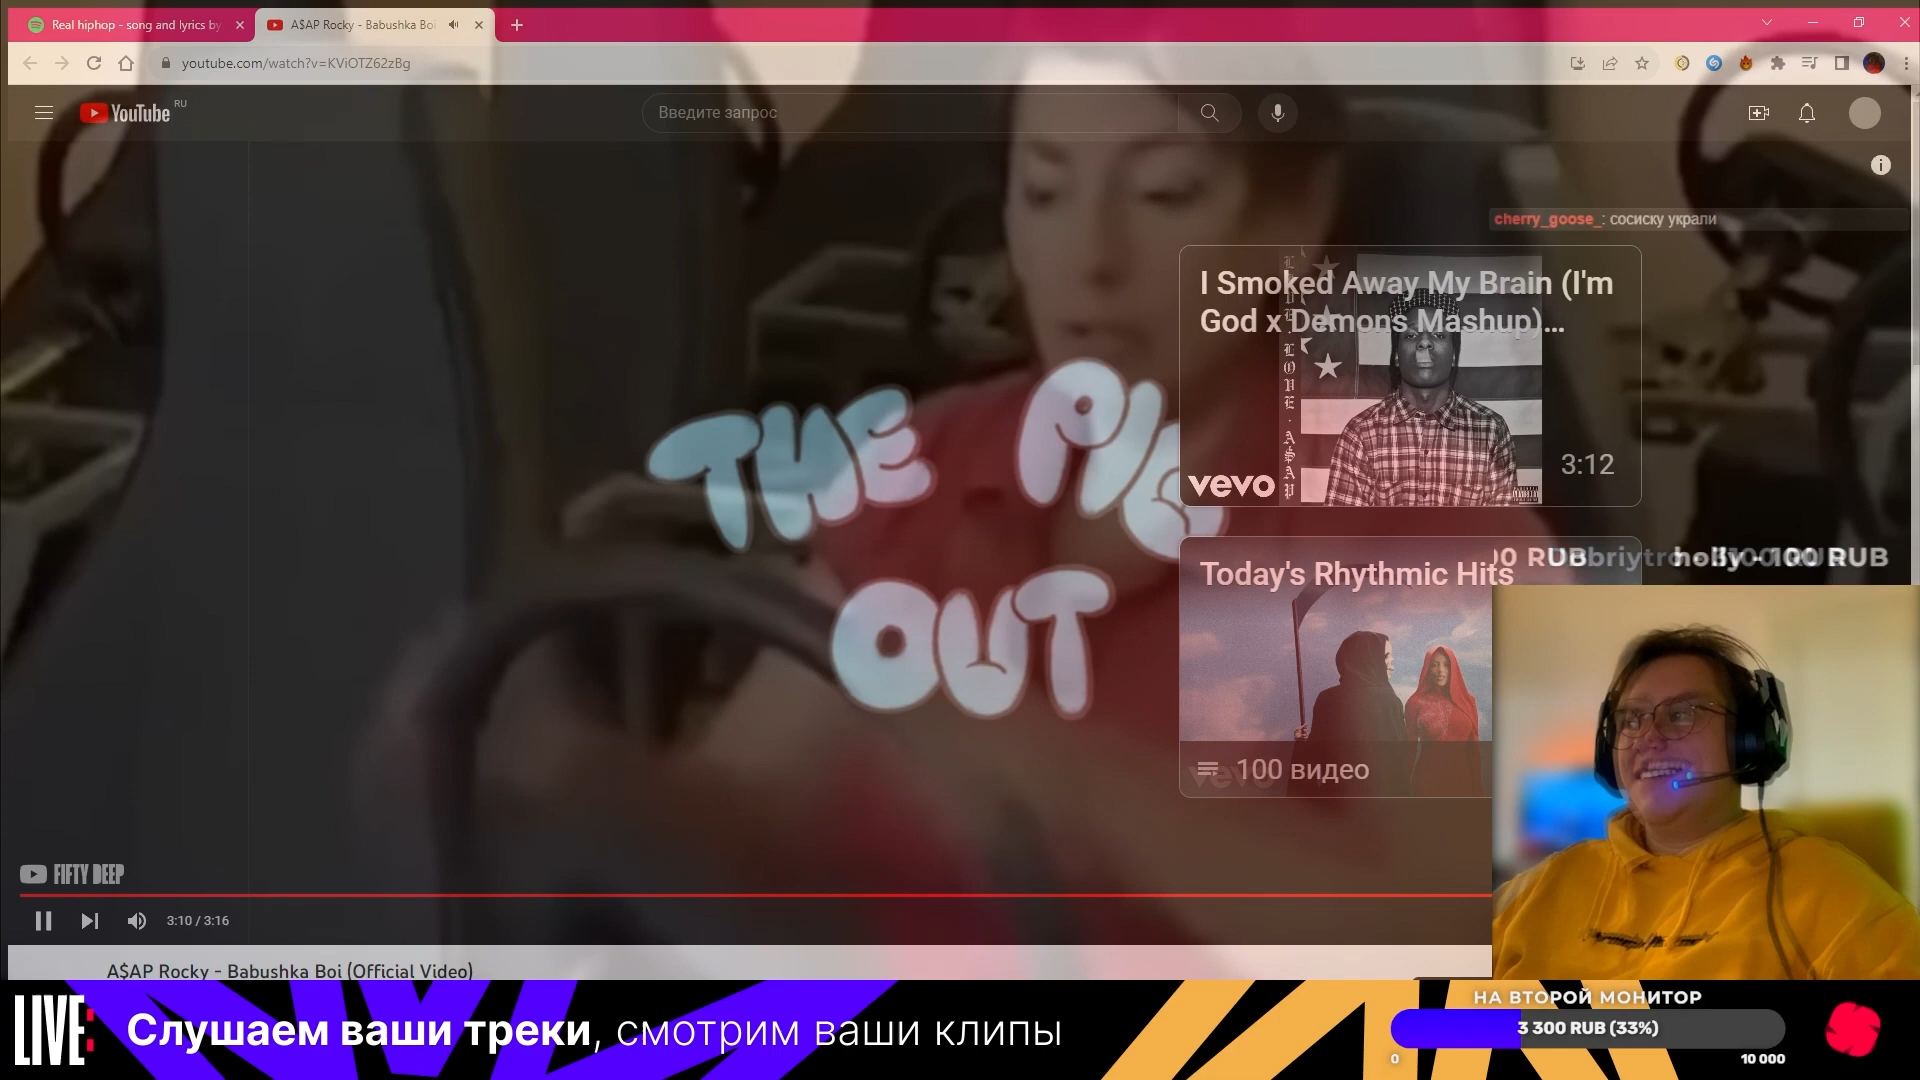 Real hiphop - song and lyrics by
A$AP Rocky - Babushka Boi
youtube.com/watch?v=KViOTZ62zBg
YouTube RU
Введите запрос
cherry_goose_: сосиску украли
I Smoked Away My Brain (I'm
God x Demons Mashup)...
vevo
3:12
THE
OUT
Today's Rhythmic Hits
100 видео
holly - 100 RUB
FIFTY DEEP
3:10 / 3:16
A$AP Rocky - Babushka Boi (Official Video)
LIVE:
Слушаем ваши треки, смотрим ваши клипы
НА ВТОРОЙ МОНИТОР
3 300 RUB (33%)
0
10 000